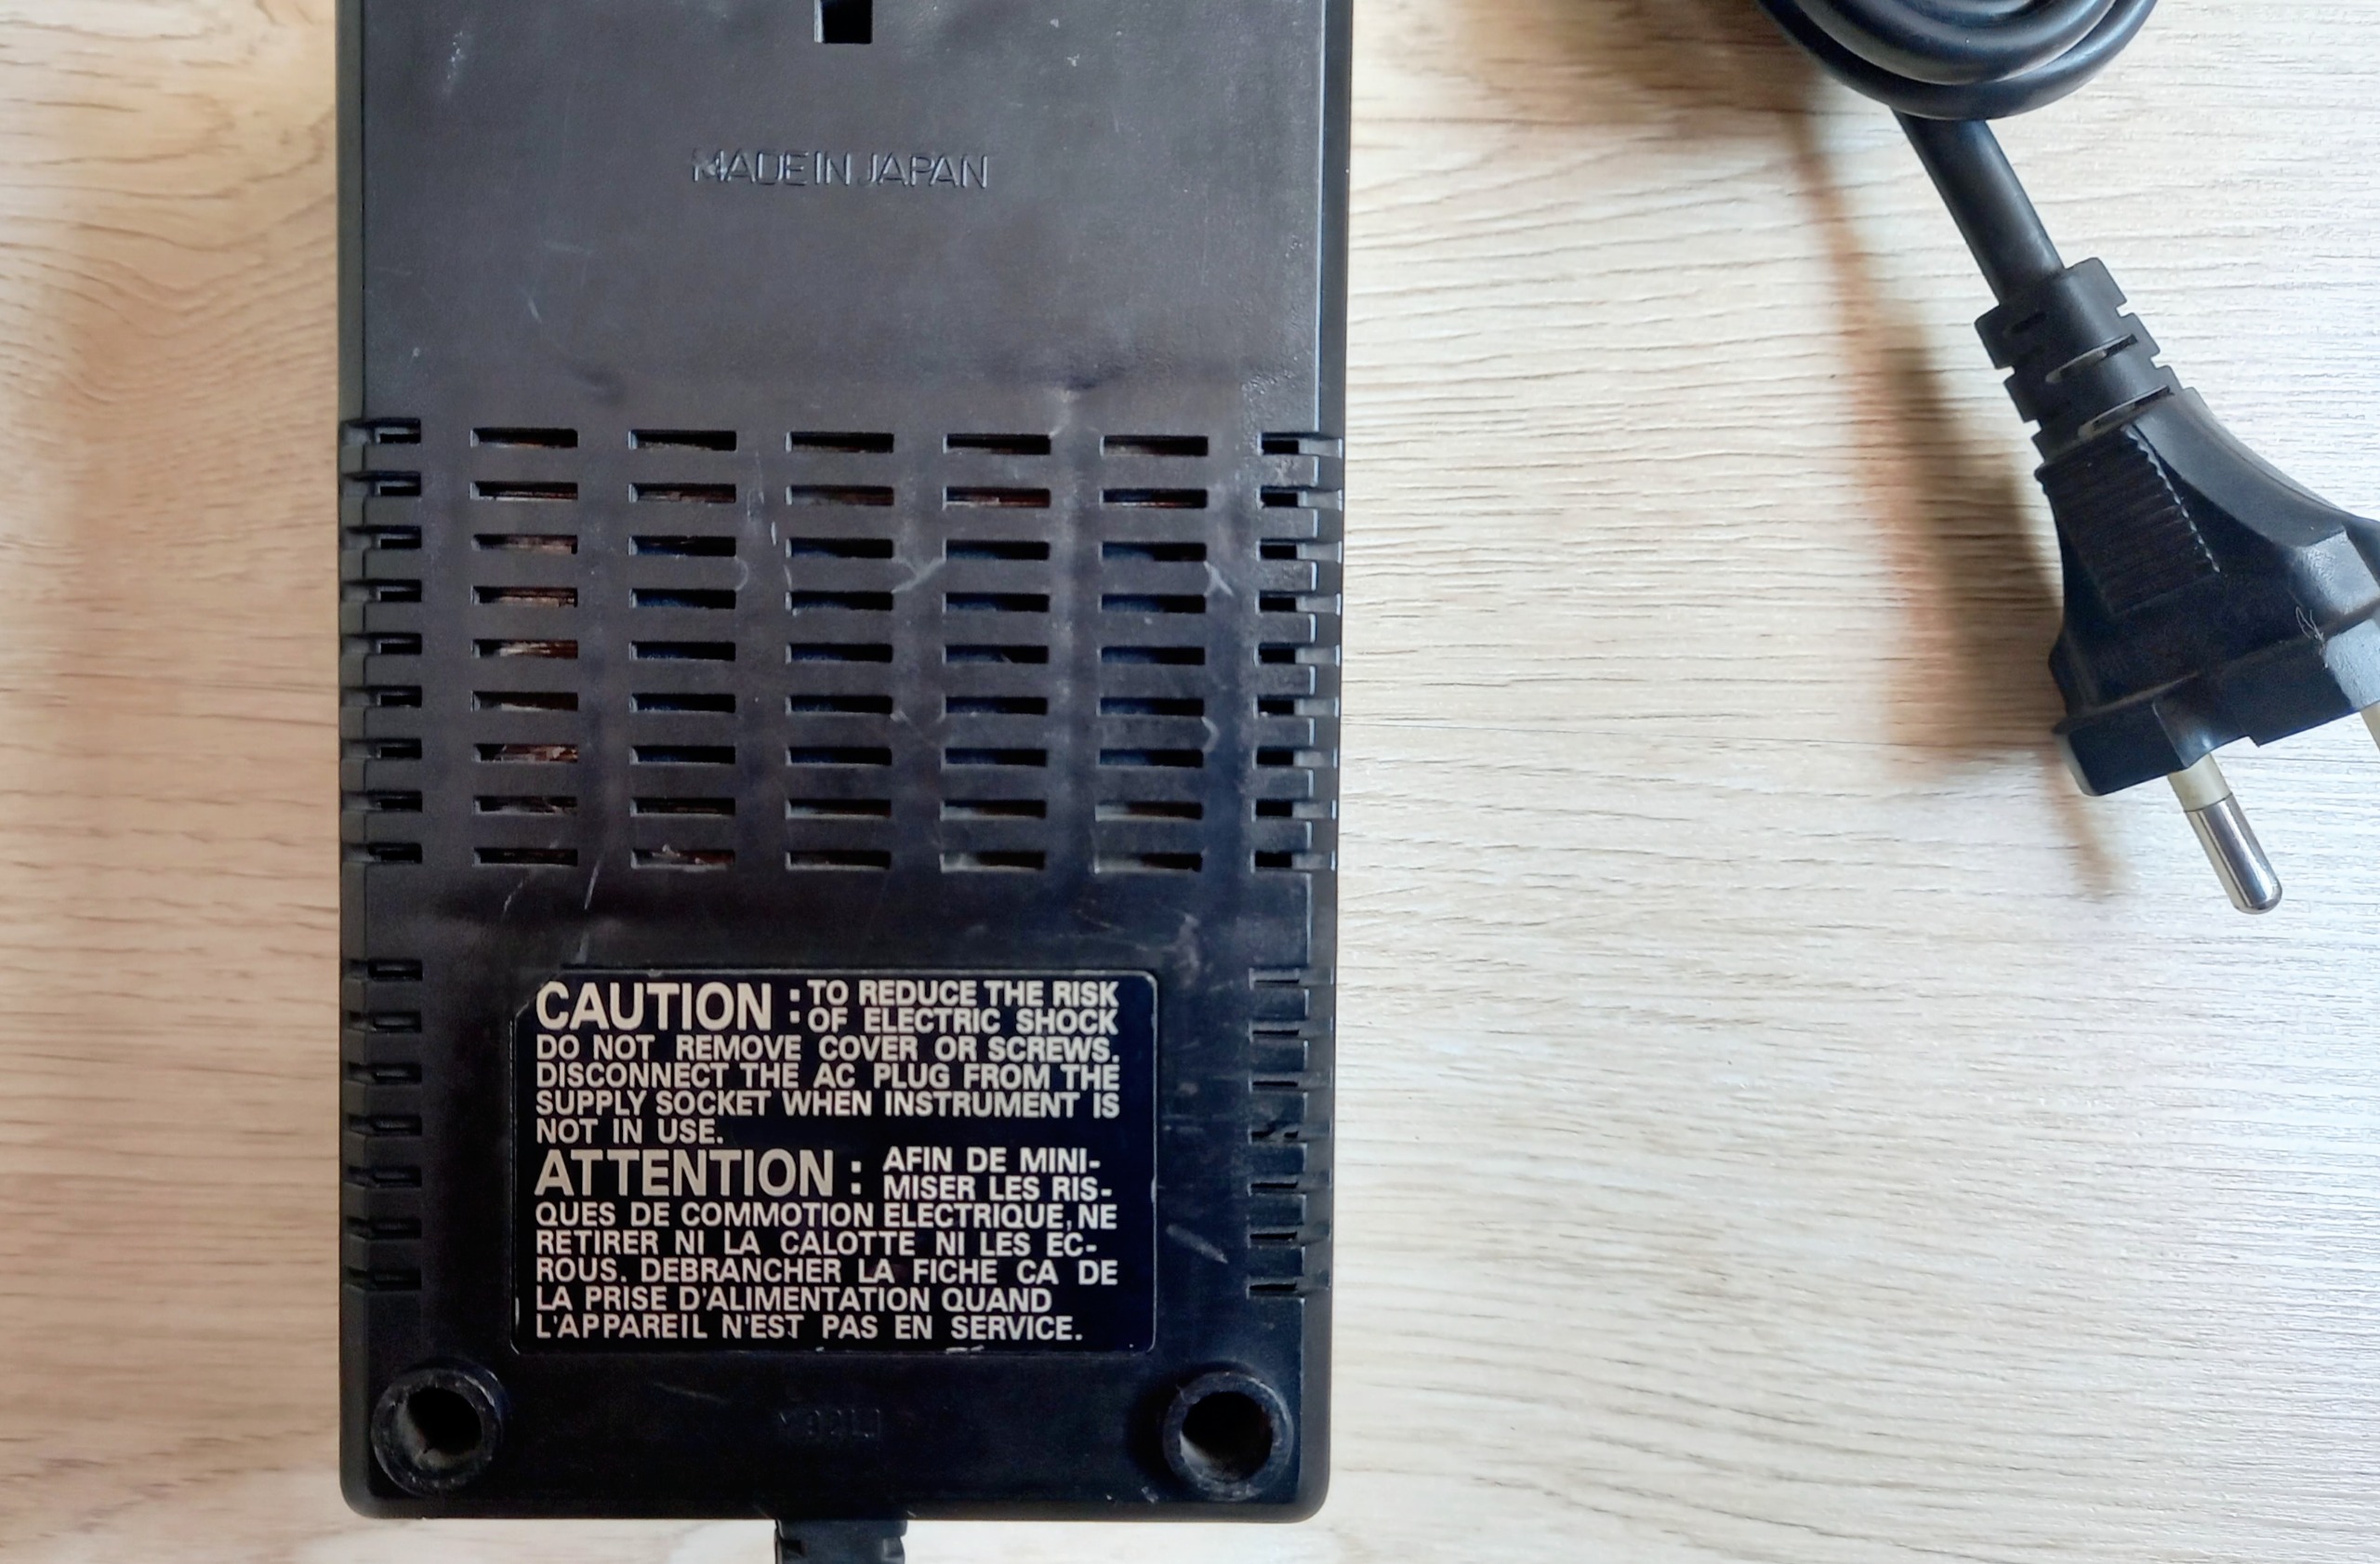 MADE IN JAPAN
CAUTION : TO REDUCE THE RISK
OF ELECTRIC SHOCK
DO NOT REMOVE COVER OR SCREWS.
DISCONNECT THE AC PLUG FROM THE
SUPPLY SOCKET WHEN INSTRUMENT IS
NOT IN USE.
ATTENTION : AFIN DE MINI-
MISER LES RIS-
QUES DE COMMOTION ELECTRIQUE, NE
RETIRER NI LA CALOTTE NI LES EC-
ROUS. DEBRANCHER LA FICHE CA DE
LA PRISE D'ALIMENTATION QUAND
L'APPAREIL N'EST PAS EN SERVICE.